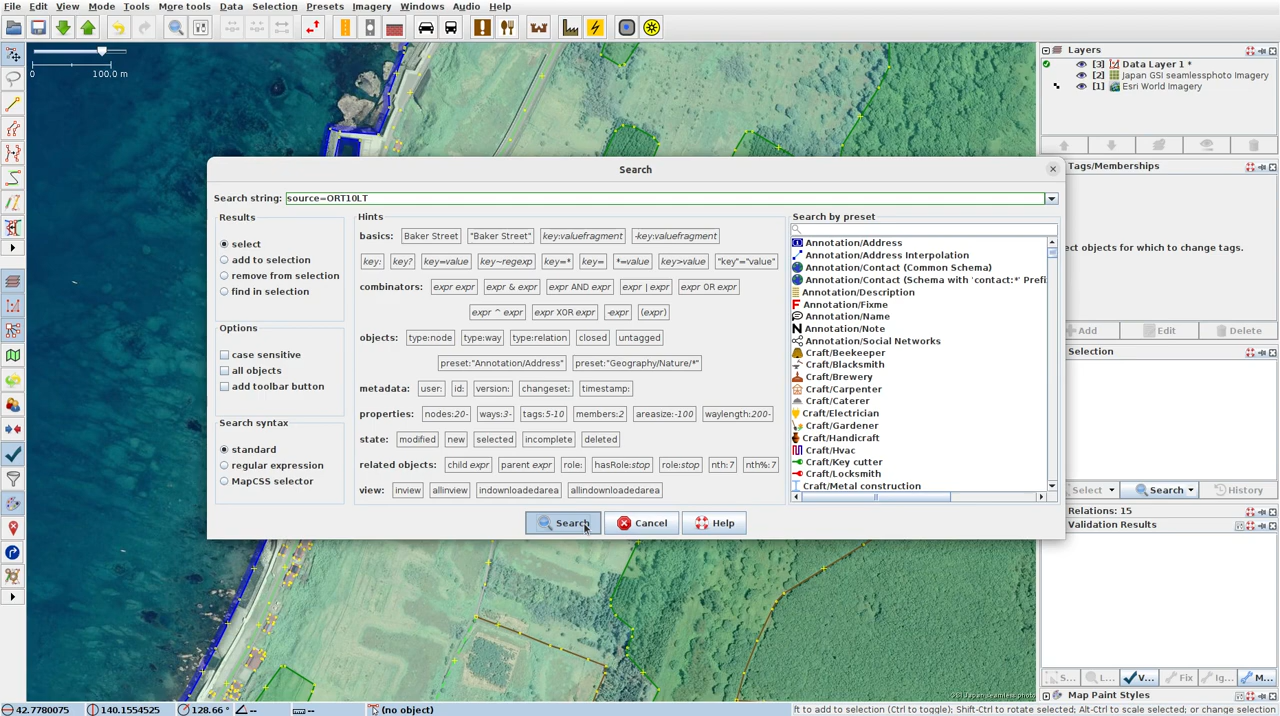 File Edit View Mode Tools More tools Data Selection Presets Imagery Windows Audio Help
0 100.0 m
Search
Search string: source=ORT10LT
Results
select
add to selection
remove from selection
find in selection
Options
case sensitive
all objects
add toolbar button
Search syntax
standard
regular expression
MapCSS selector
Hints
basics: Baker Street "Baker Street" key:valuefragment -key:valuefragment
key: key? key=value key~regexp key=* key= *=value key>value "key"="value"
combinators: expr expr expr & expr expr AND expr expr | expr expr OR expr
expr ^ expr expr XOR expr -expr (expr)
objects: type:node type:way type:relation closed untagged
preset:"Annotation/Address" preset:"Geography/Nature/*"
metadata: user: id: version: changeset: timestamp:
properties: nodes:20- ways:3- tags:5-10 members:2 areasize:-100 waylength:200-
state: modified new selected incomplete deleted
related objects: child expr parent expr role: hasRole:stop role:stop nth:7 nth%:7
view: inview allinview indownloadedarea allindownloadedarea
Search by preset
Annotation/Address
Annotation/Address Interpolation
Annotation/Contact (Common Schema)
Annotation/Contact (Schema with 'contact:*' Prefi
Annotation/Description
Annotation/Fixme
Annotation/Name
Annotation/Note
Annotation/Social Networks
Craft/Beekeeper
Craft/Blacksmith
Craft/Brewery
Craft/Carpenter
Craft/Caterer
Craft/Electrician
Craft/Gardener
Craft/Handicraft
Craft/Hvac
Craft/Key cutter
Craft/Locksmith
Craft/Metal construction
Search Cancel Help
Layers
[3] Data Layer 1 *
[2] Japan GSI seamlessphoto Imagery
[1] Esri World Imagery
Tags/Memberships
ect objects for which to change tags.
Add Edit Delete
Selection
Select Search History
Relations: 15
Validation Results
S... L... V... Fix Ig... M...
Map Paint Styles
42.7780075 140.1554525 128.66 ° -- -- (no object) ft to add to selection (Ctrl to toggle); Shift-Ctrl to rotate selected; Alt-Ctrl to scale selected; or change selection